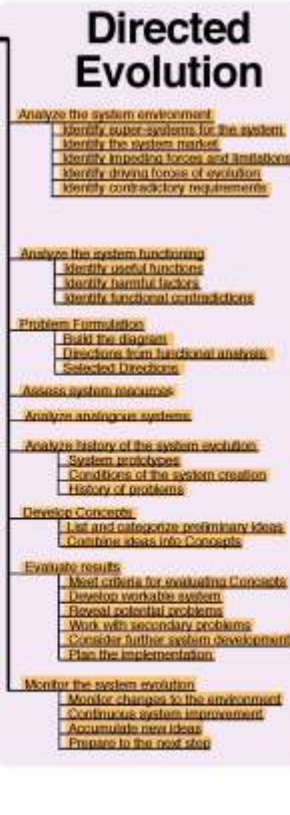 Directed
Evolution
Analyze the system environment
Identify super-systems for the system
Identify the system market
Identify impeding forces and limitations
Identify driving forces of evolution
Identify contradictory requirements
Analyze the system functioning
Identify useful functions
Identify harmful factors
Identify functional contradictions
Problem Formulation
Build the diagram
Directions from functional analysis
Selected Directions
Assess system resources
Analyze analogous systems
Analyze history of the system evolution
System prototypes
Conditions of the system creation
History of problems
Develop Concepts
List and categorize preliminary ideas
Combine ideas into Concepts
Evaluate results
Meet criteria for evaluating Concepts
Develop workable system
Reveal potential problems
Work with secondary problems
Consider further system development
Plan the implementation
Monitor the system evolution
Monitor changes to the environment
Continuous system improvement
Accumulate new ideas
Prepare to the next step